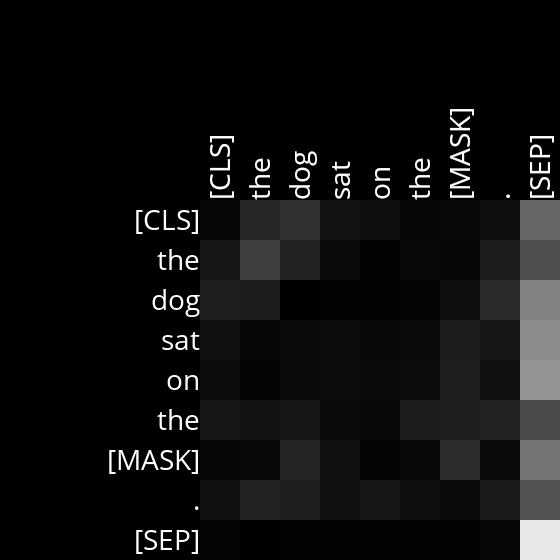 [CLS] the dog sat on the [MASK] . [SEP]
[CLS]
the
dog
sat
on
the
[MASK]
.
[SEP]